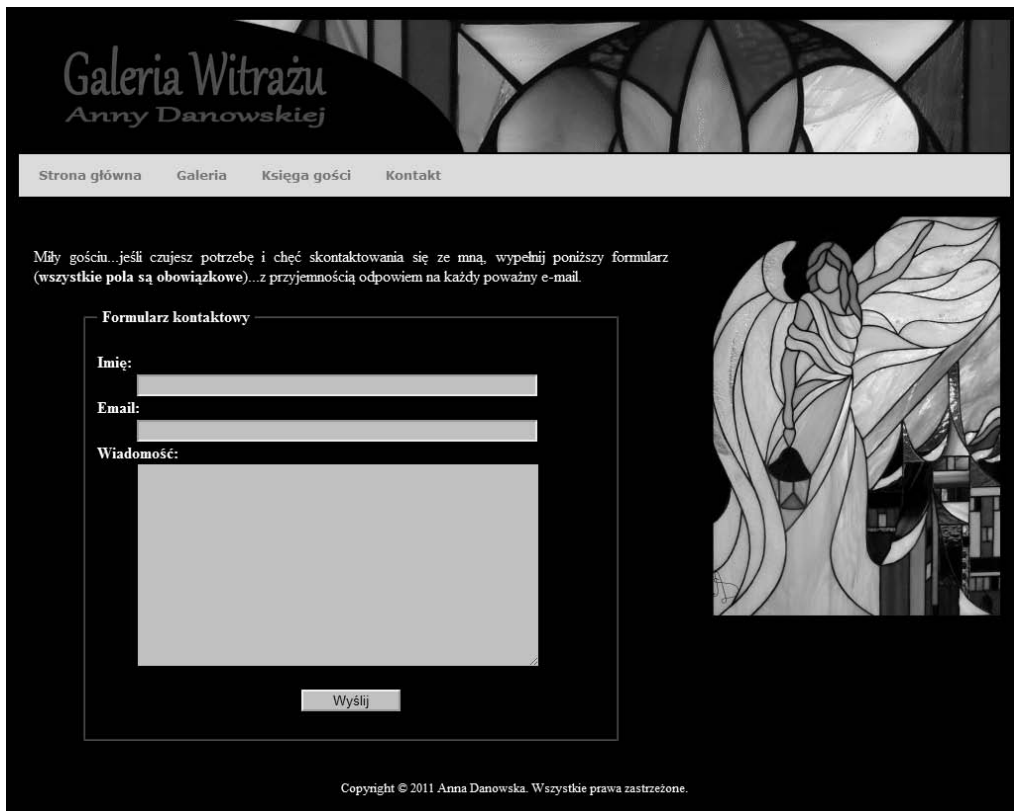 Galeria Witrażu
Anny Danowskiej
Strona główna Galeria Księga gości Kontakt
Miły gościu...jeśli czujesz potrzebę i chęć skontaktowania się ze mną, wypełnij poniższy formularz
(wszystkie pola są obowiązkowe)...z przyjemnością odpowiem na każdy poważny e-mail.
Formularz kontaktowy
Imię:
Email:
Wiadomość:
Wyślij
Copyright © 2011 Anna Danowska. Wszystkie prawa zastrzeżone.